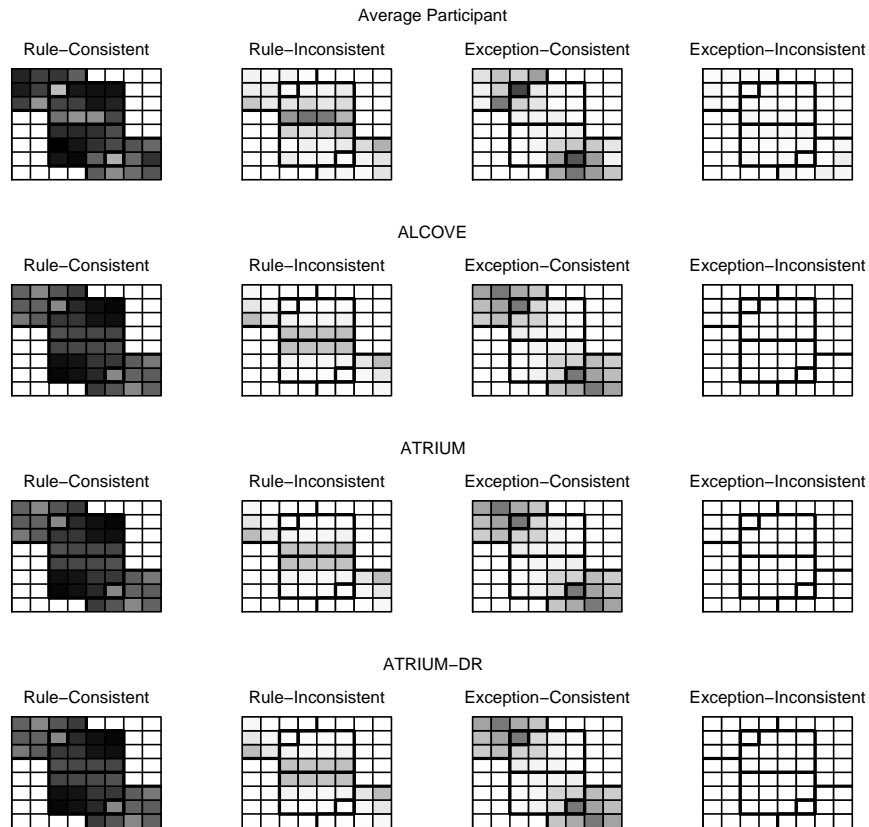 Average Participant
Rule−Consistent Rule−Inconsistent Exception−Consistent Exception−Inconsistent
ALCOVE
Rule−Consistent Rule−Inconsistent Exception−Consistent Exception−Inconsistent
ATRIUM
Rule−Consistent Rule−Inconsistent Exception−Consistent Exception−Inconsistent
ATRIUM−DR
Rule−Consistent Rule−Inconsistent Exception−Consistent Exception−Inconsistent